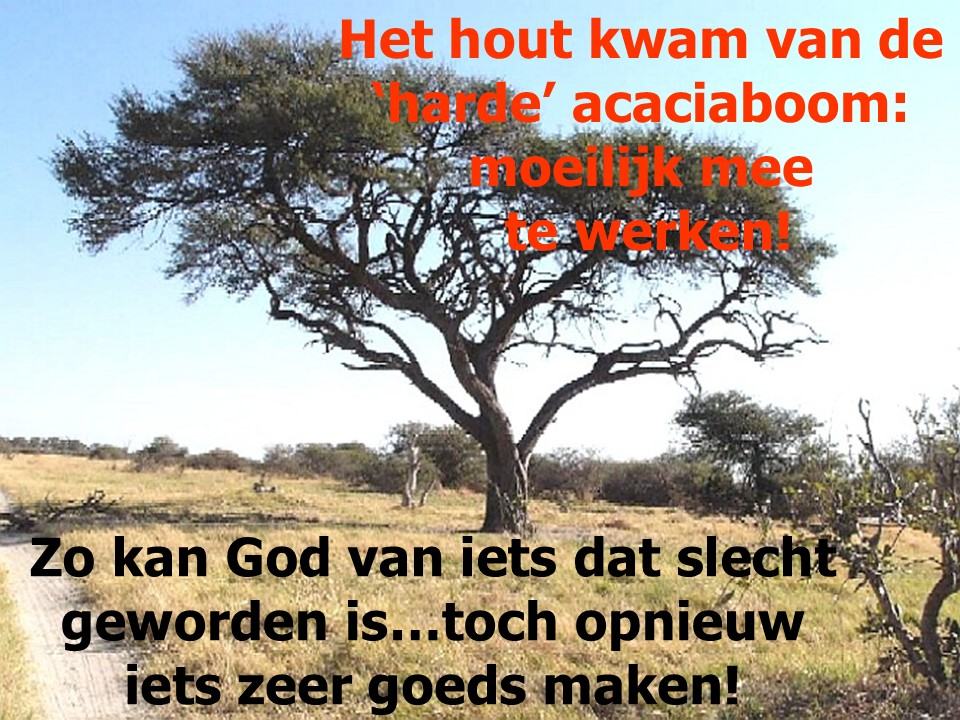 Het hout kwam van de
‘harde’ acaciaboom:
moeilijk mee
te werken!
Zo kan God van iets dat slecht
geworden is…toch opnieuw
iets zeer goeds maken!